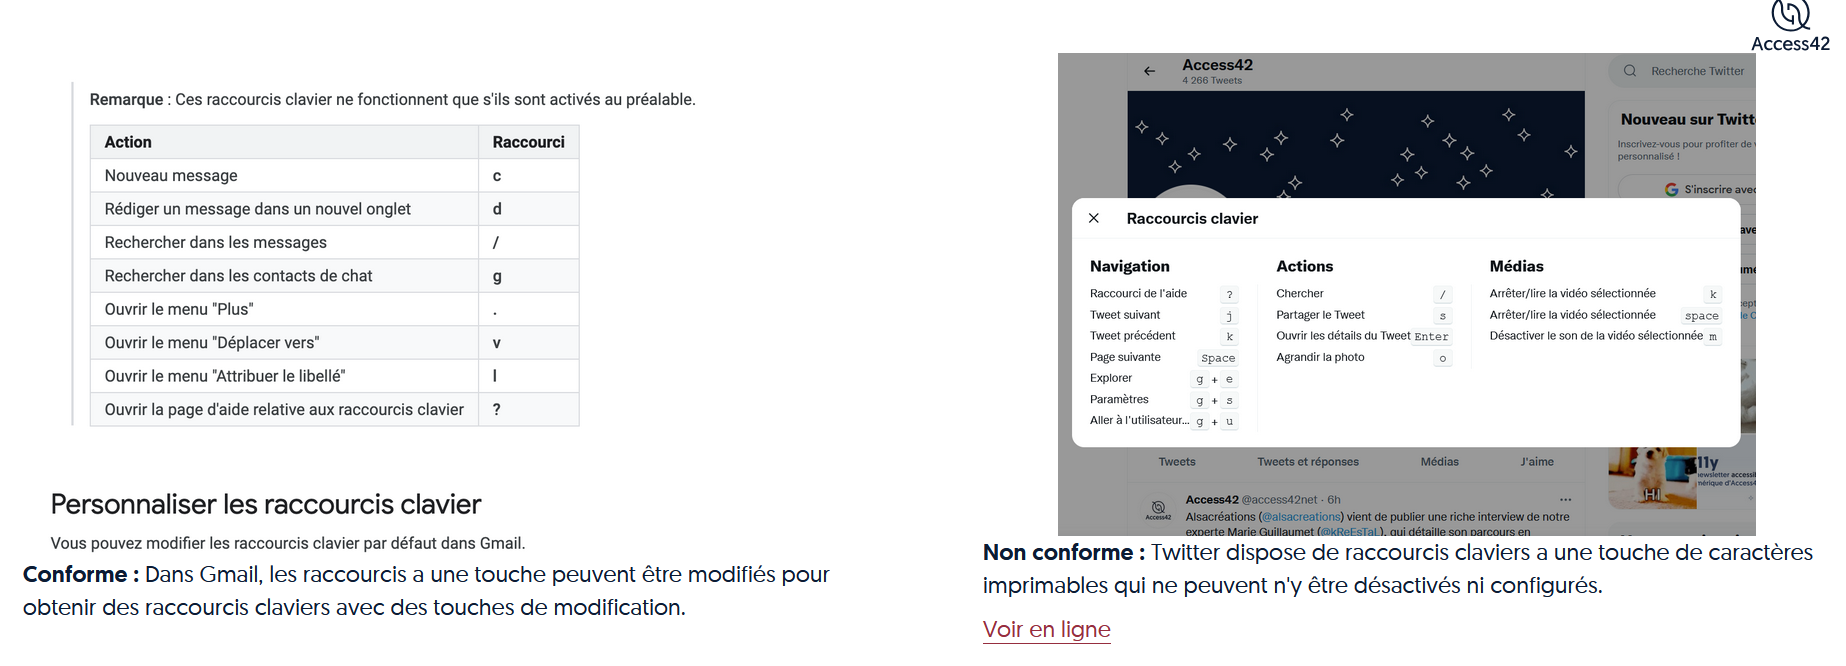 Access42
Remarque : Ces raccourcis clavier ne fonctionnent que s'ils sont activés au préalable.
Action Raccourci
Nouveau message c
Rédiger un message dans un nouvel onglet d
Rechercher dans les messages /
Rechercher dans les contacts de chat g
Ouvrir le menu "Plus" .
Ouvrir le menu "Déplacer vers" v
Ouvrir le menu "Attribuer le libellé" l
Ouvrir la page d'aide relative aux raccourcis clavier ?
Personnaliser les raccourcis clavier
Vous pouvez modifier les raccourcis clavier par défaut dans Gmail.
Conforme : Dans Gmail, les raccourcis a une touche peuvent être modifiés pour
obtenir des raccourcis claviers avec des touches de modification.
Access42
4 266 Tweets
Recherche Twitter
Nouveau sur Twitt
Inscrivez-vous pour profiter de
personnalisé !
S'inscrire avec
Raccourcis clavier
Navigation
Raccourci de l'aide ?
Tweet suivant j
Tweet précédent k
Page suivante Space
Explorer g + e
Paramètres g + s
Aller à l'utilisateur... g + u
Actions
Chercher /
Partager le Tweet s
Ouvrir les détails du Tweet Enter
Agrandir la photo o
Médias
Arrêter/lire la vidéo sélectionnée k
Arrêter/lire la vidéo sélectionnée space
Désactiver le son de la vidéo sélectionnée m
Tweets Tweets et réponses Médias J'aime
Access42 @access42net · 6h
Alsacréations (@alsacreations) vient de publier une riche interview de notre
experte Marie Guillaumet (@kReEsTaL), qui détaille son parcours en
Access42
HI
11y
newsletter accessi
mérique d'Access4
Non conforme : Twitter dispose de raccourcis claviers a une touche de caractères
imprimables qui ne peuvent n'y être désactivés ni configurés.
Voir en ligne